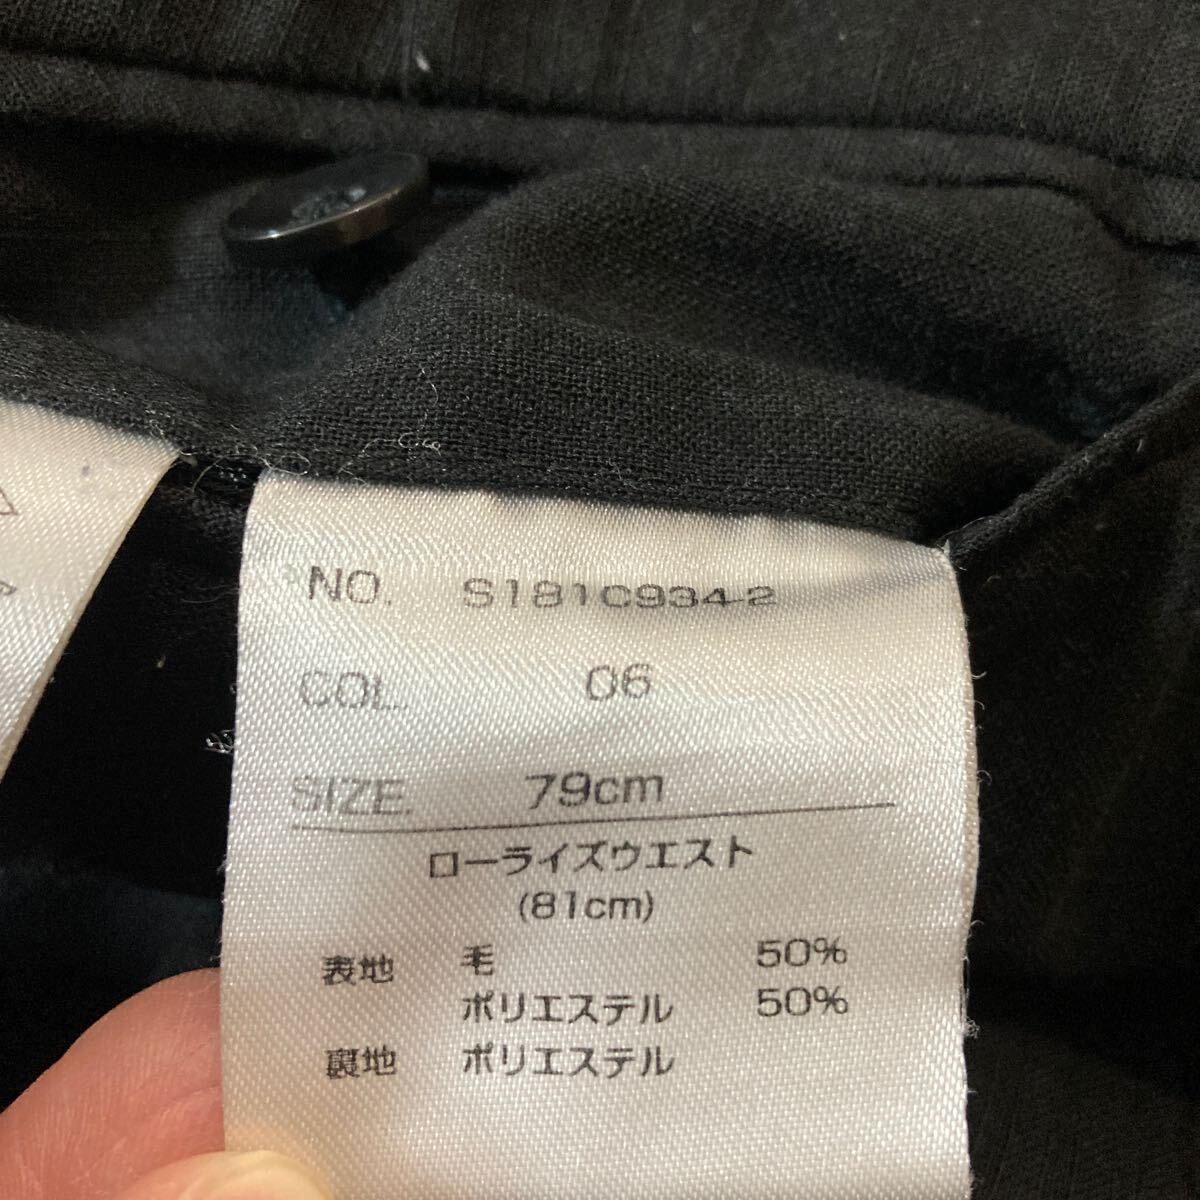 NO. S181C934-2
COL. 06
SIZE. 79cm
ローライズウエスト
(81cm)
表地 毛 50%
ポリエステル 50%
裏地 ポリエステル